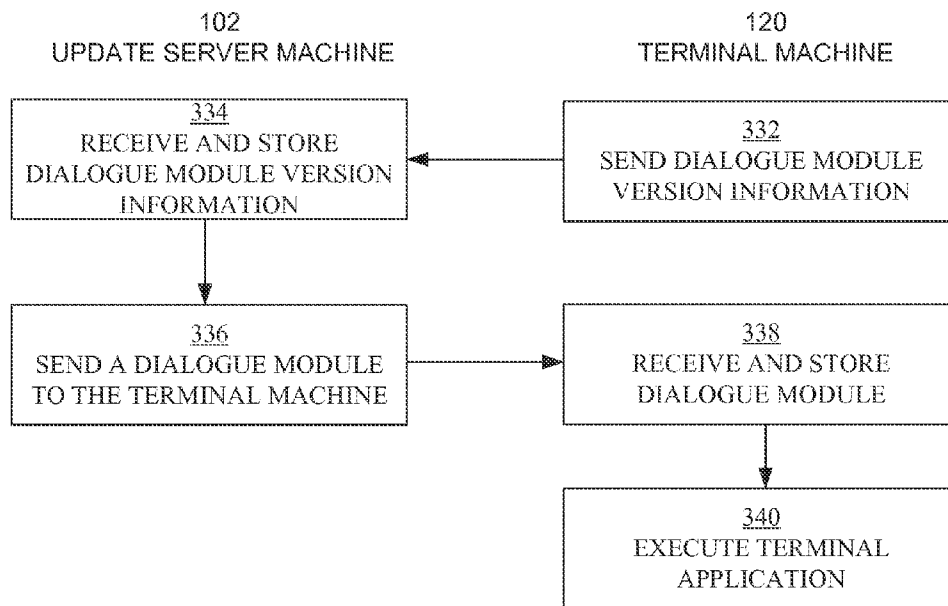 102
UPDATE SERVER MACHINE
120
TERMINAL MACHINE
334
RECEIVE AND STORE
DIALOGUE MODULE VERSION
INFORMATION
332
SEND DIALOGUE MODULE
VERSION INFORMATION
336
SEND A DIALOGUE MODULE
TO THE TERMINAL MACHINE
338
RECEIVE AND STORE
DIALOGUE MODULE
340
EXECUTE TERMINAL
APPLICATION